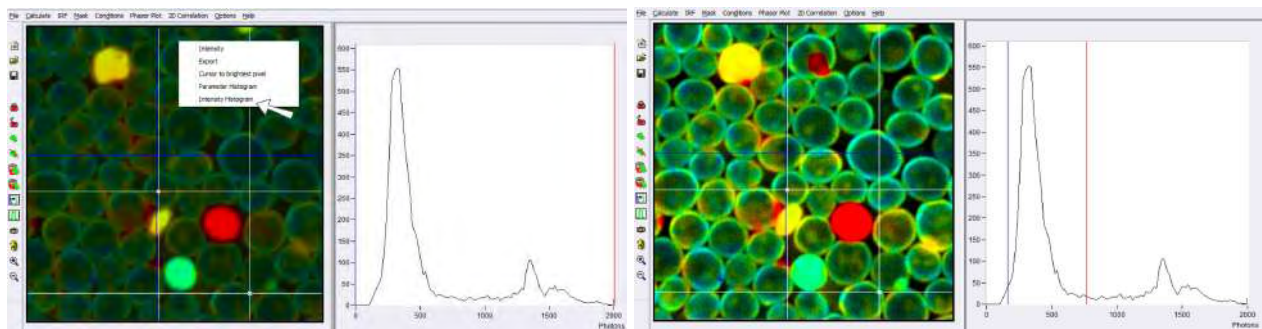 File Calculate IRF Mask Conditions Phasor Plot 2D Correlation Options Help
Intensity
Export
Cursor to brightest pixel
Parameter Histogram
Intensity Histogram
600
550
500
450
400
350
300
250
200
150
100
50
0
0 500 1000 1500 2000
Photons
File Calculate IRF Mask Conditions Phasor Plot 2D Correlation Options Help
600
550
500
450
400
350
300
250
200
150
100
50
0
0 500 1000 1500 2000
Photons